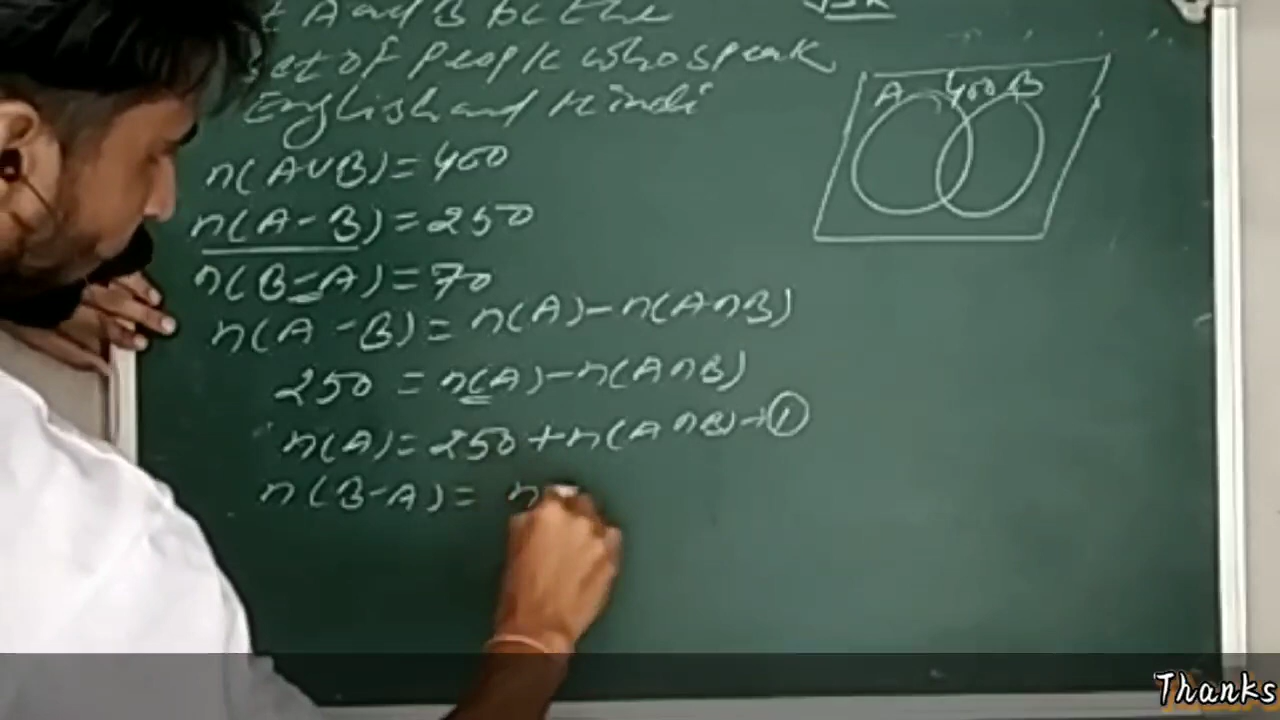 A and B be the
Set of People who speak
English and Hindi
n(A∪B)=400
n(A-B)=250
n(B-A)=70
n(A-B)=n(A)-n(A∩B)
250=n(A)-n(A∩B)
n(A)=250+n(A∩B)→①
n(B-A)= n
A 400 B
Thanks